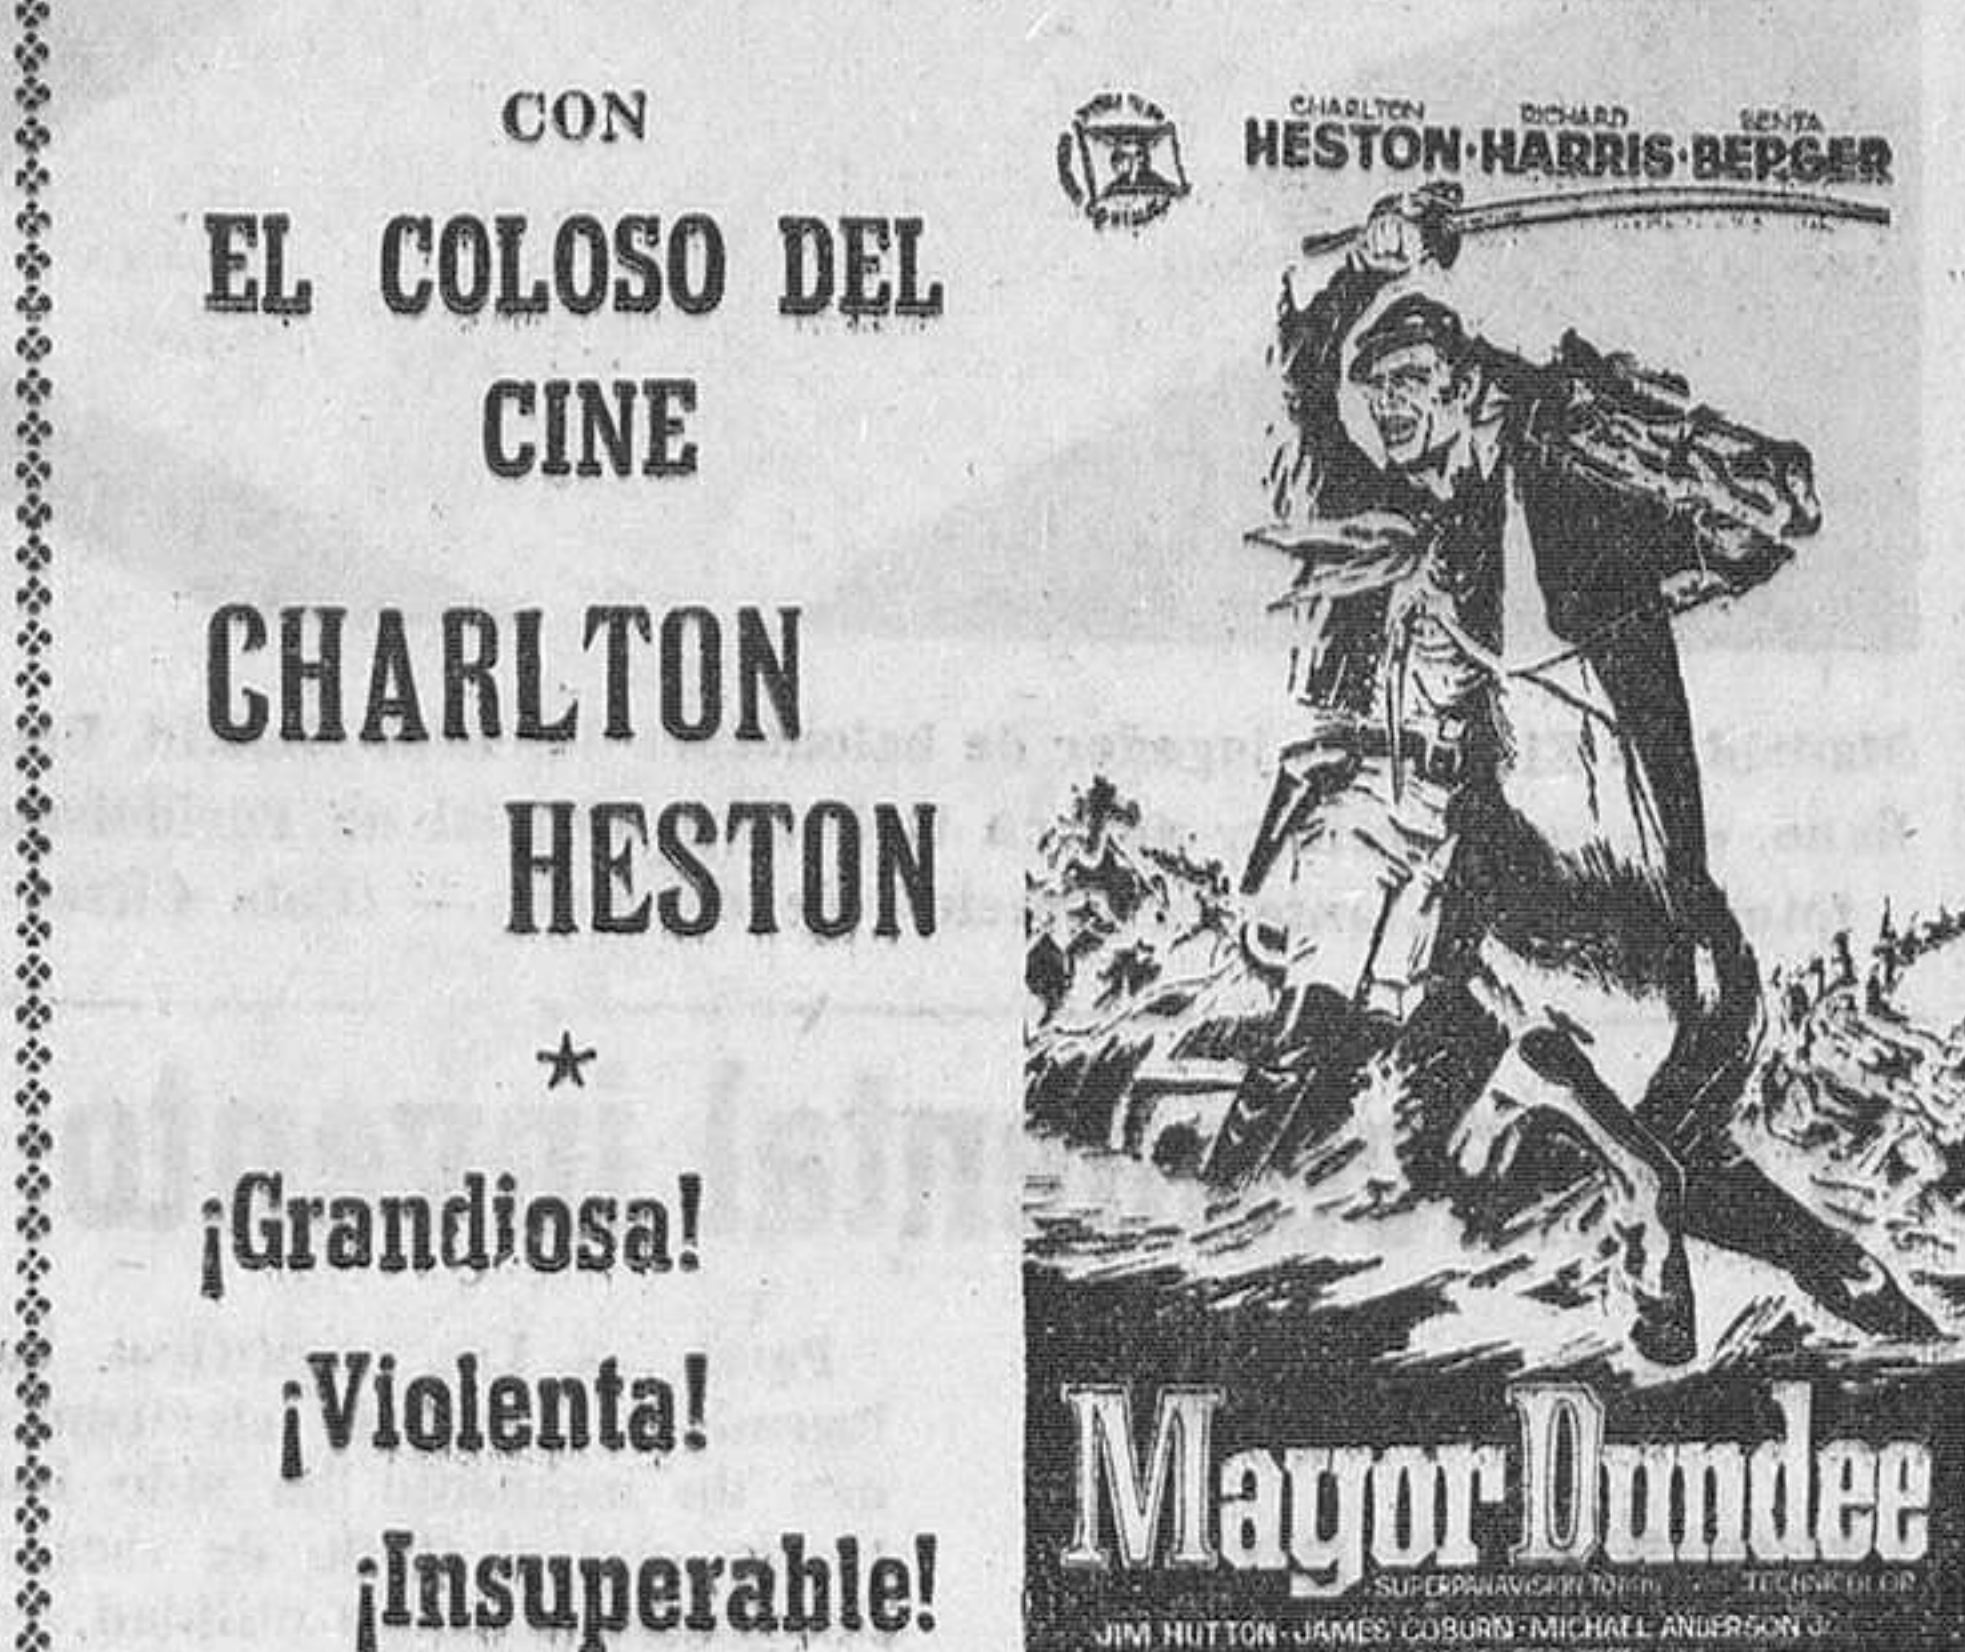 CON
EL COLOSO DEL
CINE
CHARLTON
HESTON
¡Grandiosa!
¡Violenta!
¡Insuperable!
CHARLTON RICHARD SENTA
HESTON·HARRIS·BERGER
Mayor Dundee
SUPERPANAVISION TECHNICOLOR
JIM HUTTON·JAMES COBURN·MICHAEL ANDERSON Jr